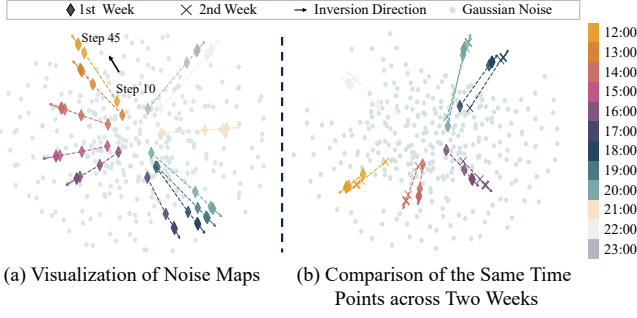 1st Week 2nd Week Inversion Direction Gaussian Noise
Step 45
Step 10
12:00
13:00
14:00
15:00
16:00
17:00
18:00
19:00
20:00
21:00
22:00
23:00
(a) Visualization of Noise Maps
(b) Comparison of the Same Time
Points across Two Weeks